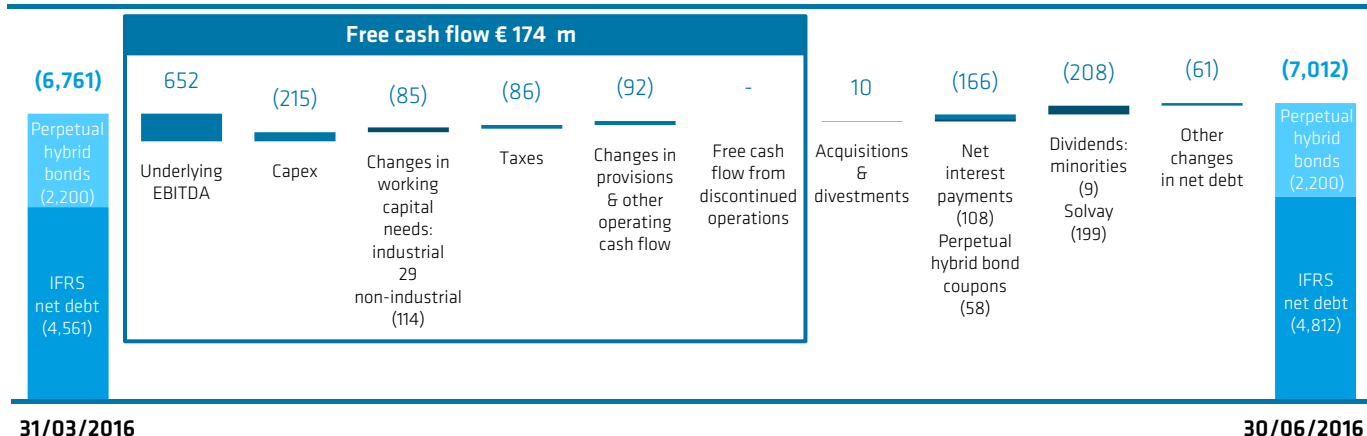 Free cash flow € 174 m
(6,761)
Perpetual
hybrid
bonds
(2,200)
IFRS
net debt
(4,561)
652
Underlying
EBITDA
(215)
Capex
(85)
Changes in
working
capital
needs:
industrial
29
non-industrial
(114)
(86)
Taxes
(92)
Changes in
provisions
& other
operating
cash flow
-
Free cash
flow from
discontinued
operations
10
Acquisitions
&
divestments
(166)
Net
interest
payments
(108)
Perpetual
hybrid bond
coupons
(58)
(208)
Dividends:
minorities
(9)
Solvay
(199)
(61)
Other
changes
in net debt
(7,012)
Perpetual
hybrid
bonds
(2,200)
IFRS
net debt
(4,812)
31/03/2016
30/06/2016